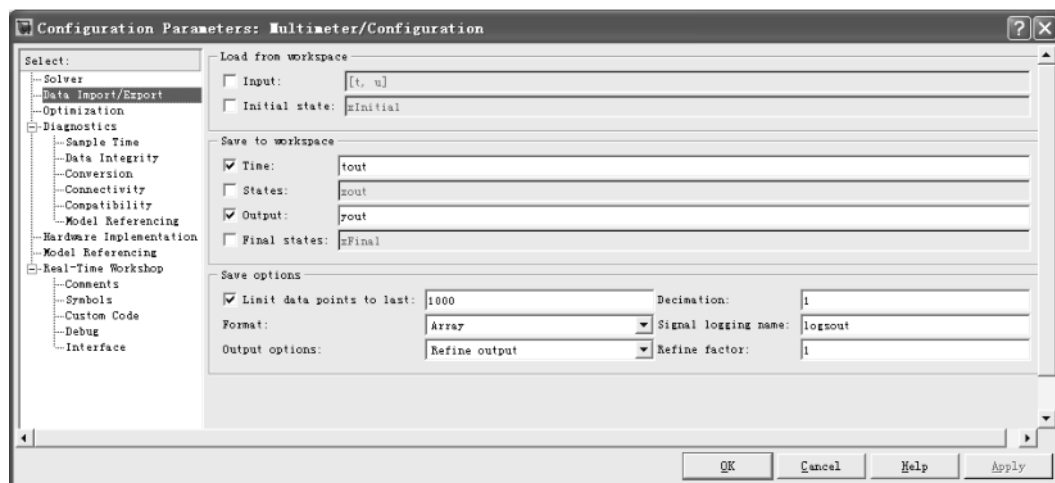 Configuration Parameters: Multimeter/Configuration
Select:
Solver
Data Import/Export
Optimization
Diagnostics
Sample Time
Data Integrity
Conversion
Connectivity
Compatibility
Model Referencing
Hardware Implementation
Model Referencing
Real-Time Workshop
Comments
Symbols
Custom Code
Debug
Interface
Load from workspace
Input: [t, u]
Initial state: xInitial
Save to workspace
Time: tout
States: xout
Output: yout
Final states: xFinal
Save options
Limit data points to last: 1000 Decimation: 1
Format: Array Signal logging name: logsout
Output options: Refine output Refine factor: 1
OK Cancel Help Apply